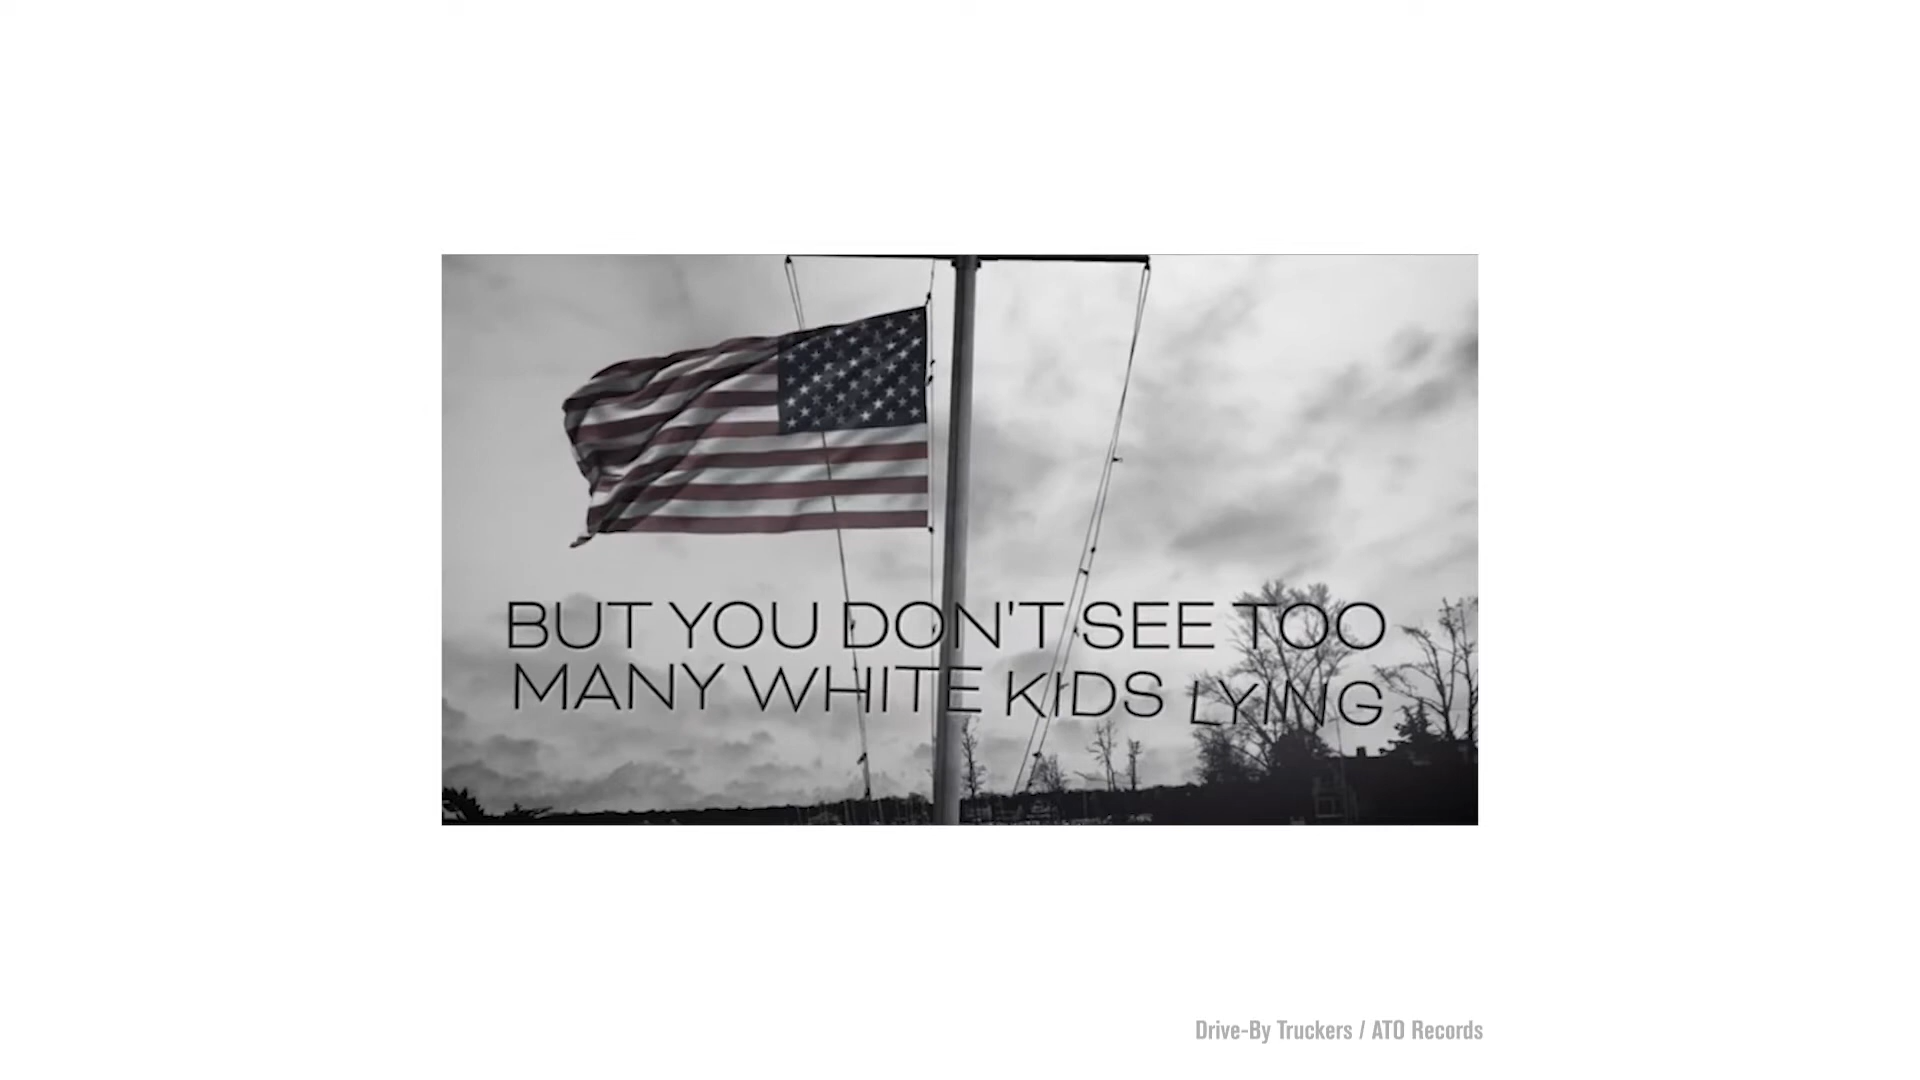 BUT YOU DON'T SEE TOO
MANY WHITE KIDS LYING
Drive-By Truckers / ATO Records